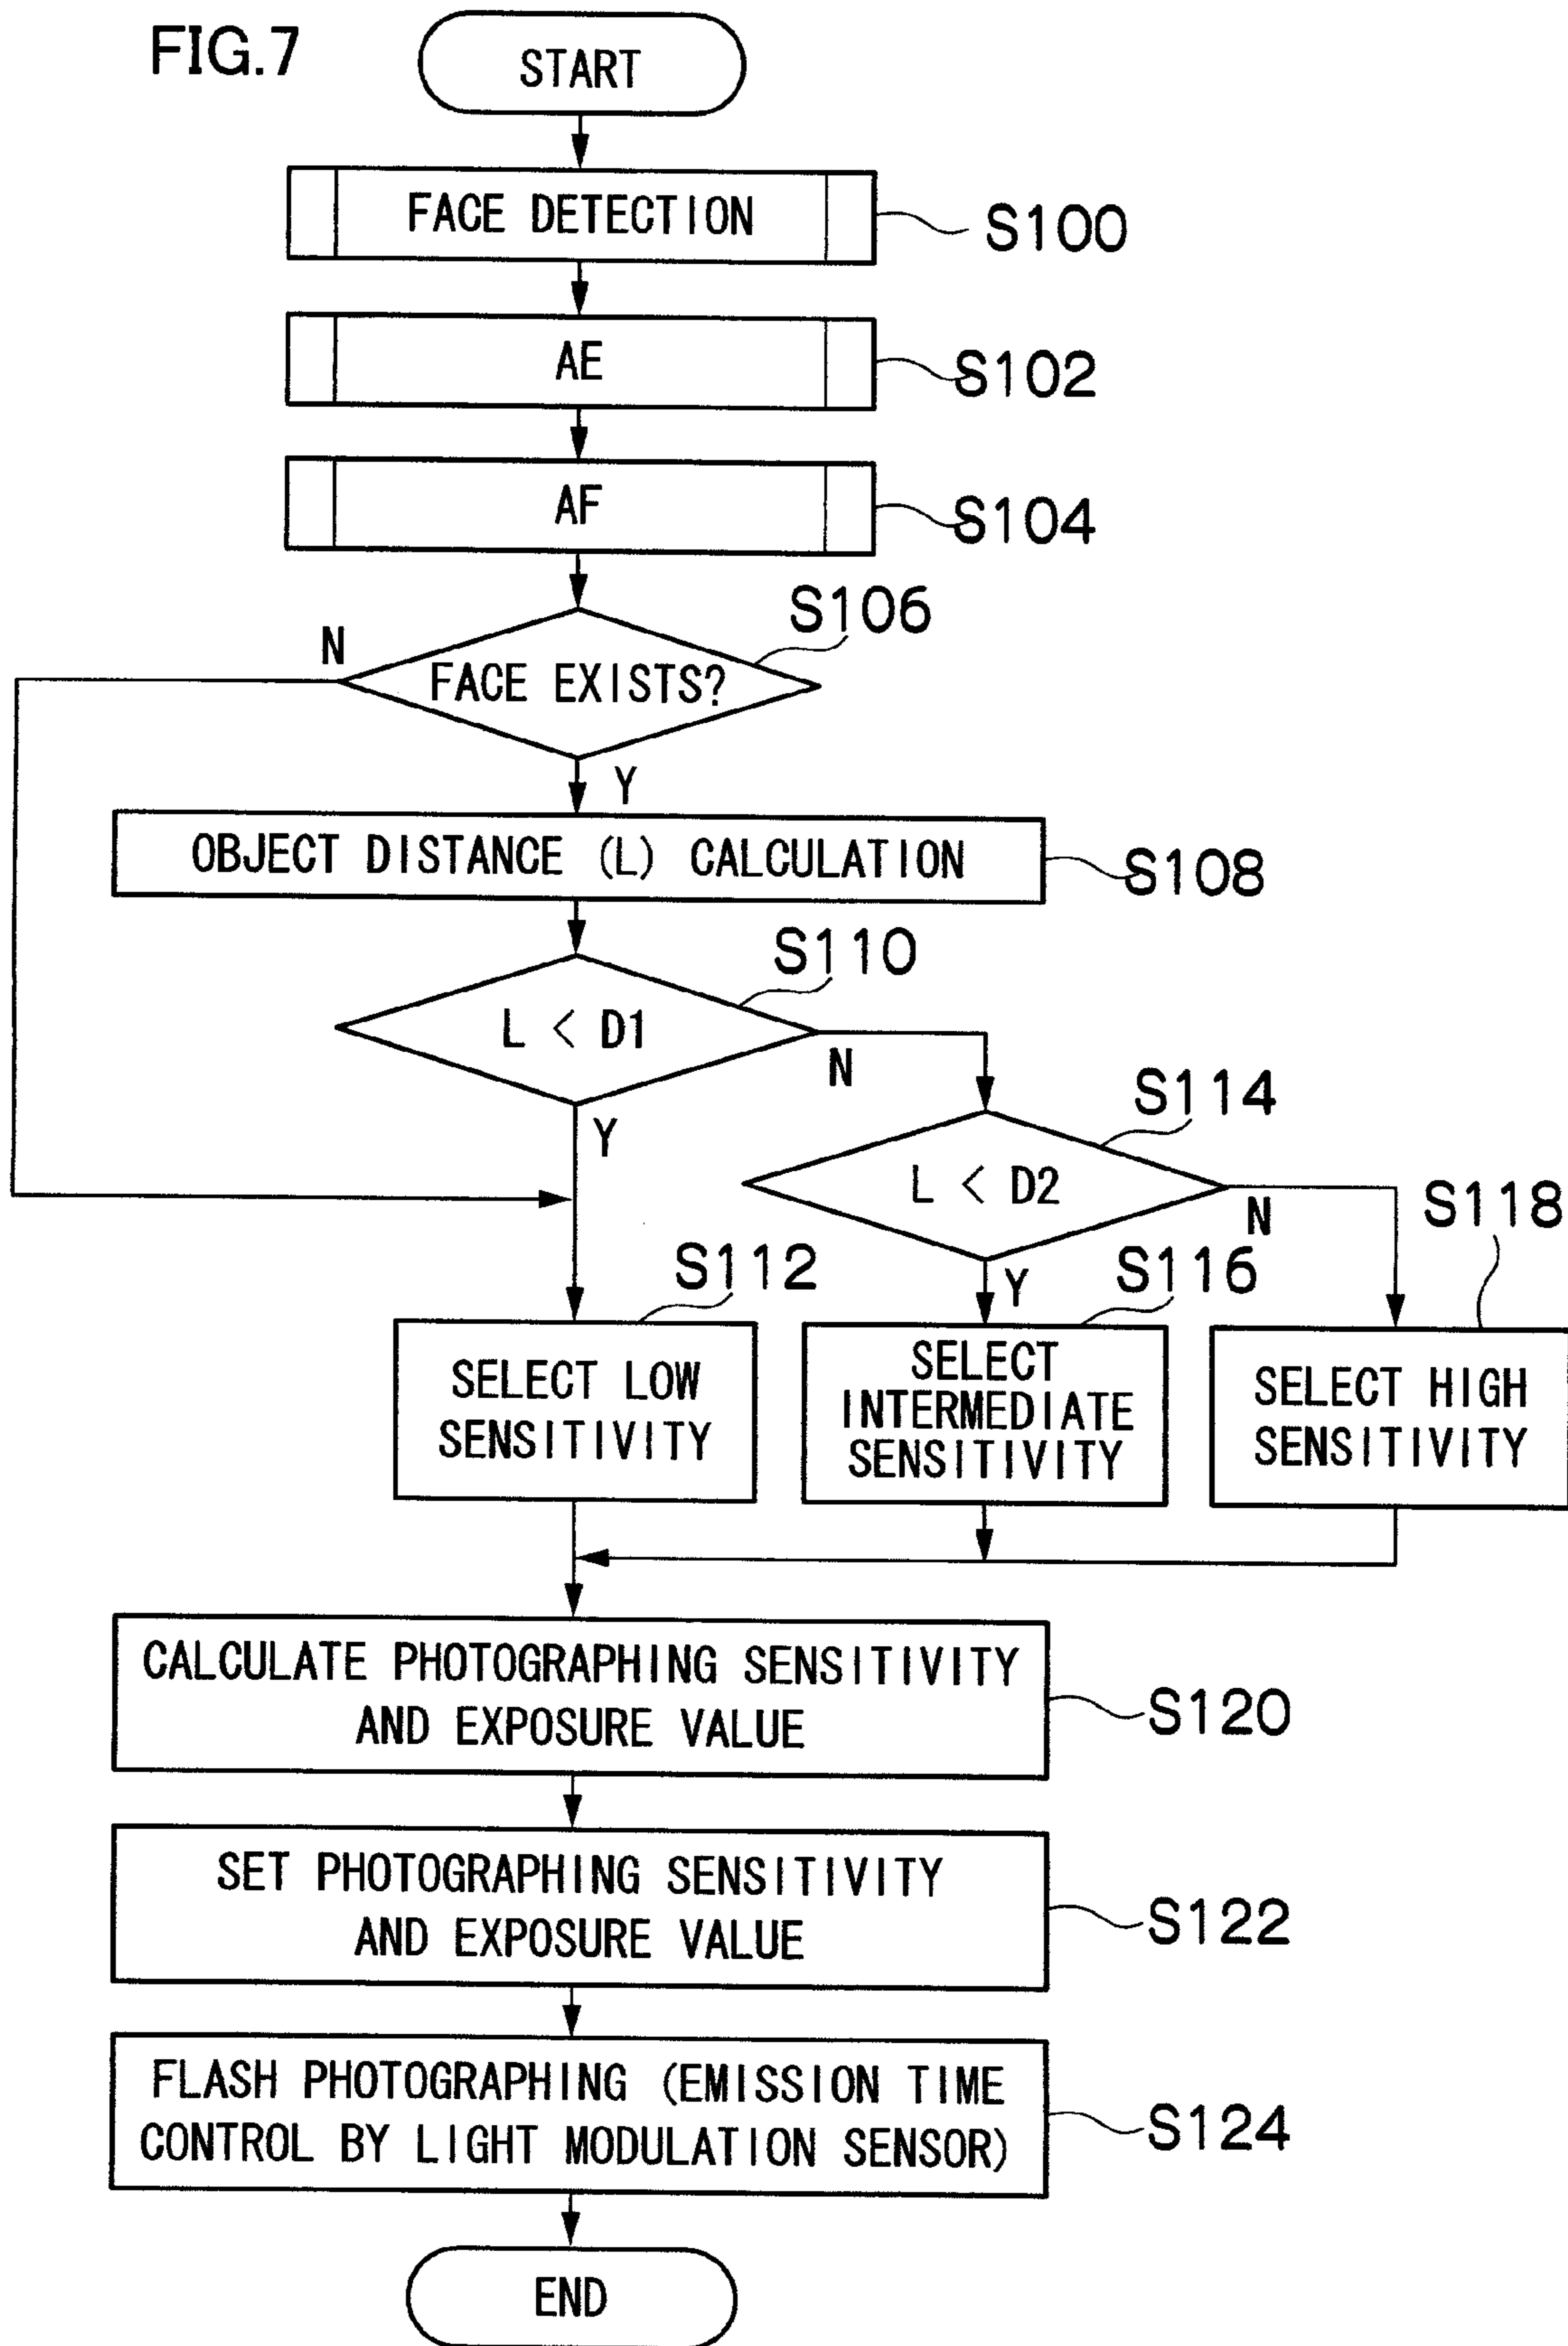 FIG.7
START
FACE DETECTION
S100
AE
S102
AF
S104
S106
N
FACE EXISTS?
Y
OBJECT DISTANCE (L) CALCULATION
S108
S110
L < D1
N
Y
S114
L < D2
N
Y
S118
S112
S116
SELECT LOW
SENSITIVITY
SELECT
INTERMEDIATE
SENSITIVITY
SELECT HIGH
SENSITIVITY
CALCULATE PHOTOGRAPHING SENSITIVITY
AND EXPOSURE VALUE
S120
SET PHOTOGRAPHING SENSITIVITY
AND EXPOSURE VALUE
S122
FLASH PHOTOGRAPHING (EMISSION TIME
CONTROL BY LIGHT MODULATION SENSOR)
S124
END